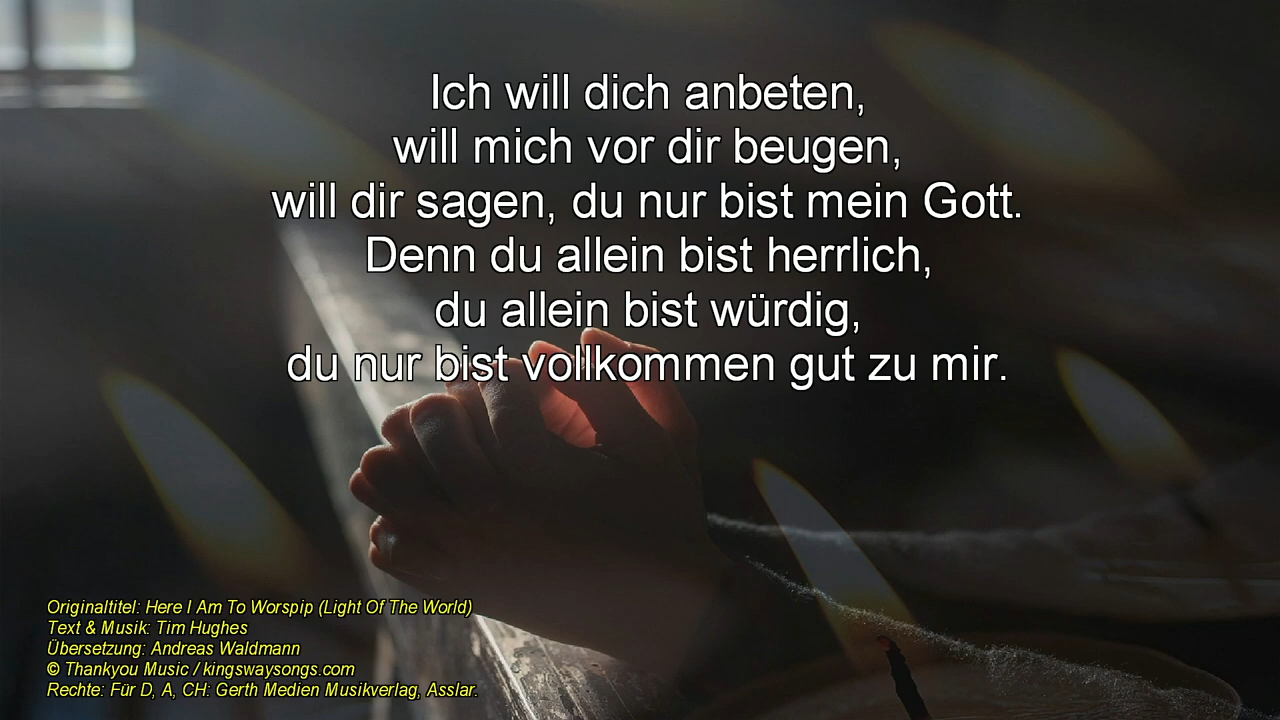 Ich will dich anbeten,
will mich vor dir beugen,
will dir sagen, du nur bist mein Gott.
Denn du allein bist herrlich,
du allein bist würdig,
du nur bist vollkommen gut zu mir.
Originaltitel: Here I Am To Worspip (Light Of The World)
Text & Musik: Tim Hughes
Übersetzung: Andreas Waldmann
© Thankyou Music / kingswaysongs.com
Rechte: Für D, A, CH: Gerth Medien Musikverlag, Asslar.